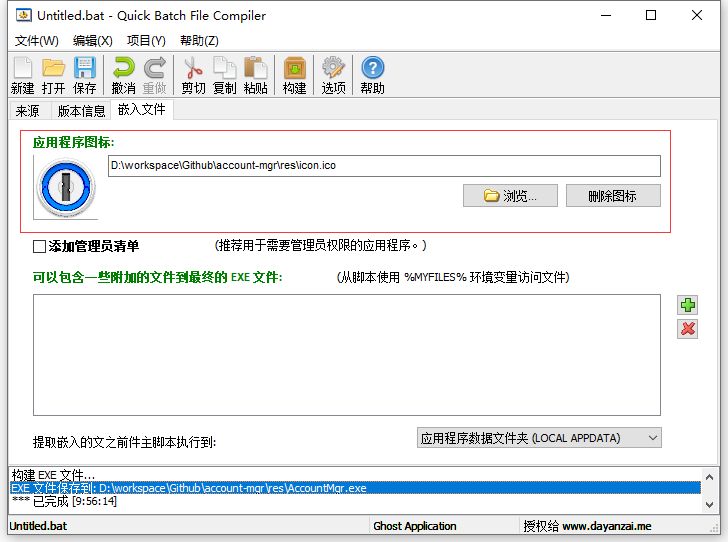 Untitled.bat - Quick Batch File Compiler
文件(W) 编辑(X) 项目(Y) 帮助(Z)
新建 打开 保存 撤消 重做 剪切 复制 粘贴 构建 选项 帮助
来源 版本信息 嵌入文件
应用程序图标:
D:\workspace\Github\account-mgr\res\icon.ico
浏览... 删除图标
添加管理员清单 (推荐用于需要管理员权限的应用程序。)
可以包含一些附加的文件到最终的 EXE 文件: (从脚本使用 %MYFILES% 环境变量访问文件)
提取嵌入的文之前件主脚本执行到: 应用程序数据文件夹 (LOCAL APPDATA)
构建 EXE 文件...
EXE 文件保存到: D:\workspace\Github\account-mgr\res\AccountMgr.exe
*** 已完成 [9:56:14]
Untitled.bat Ghost Application 授权给 www.dayanzai.me